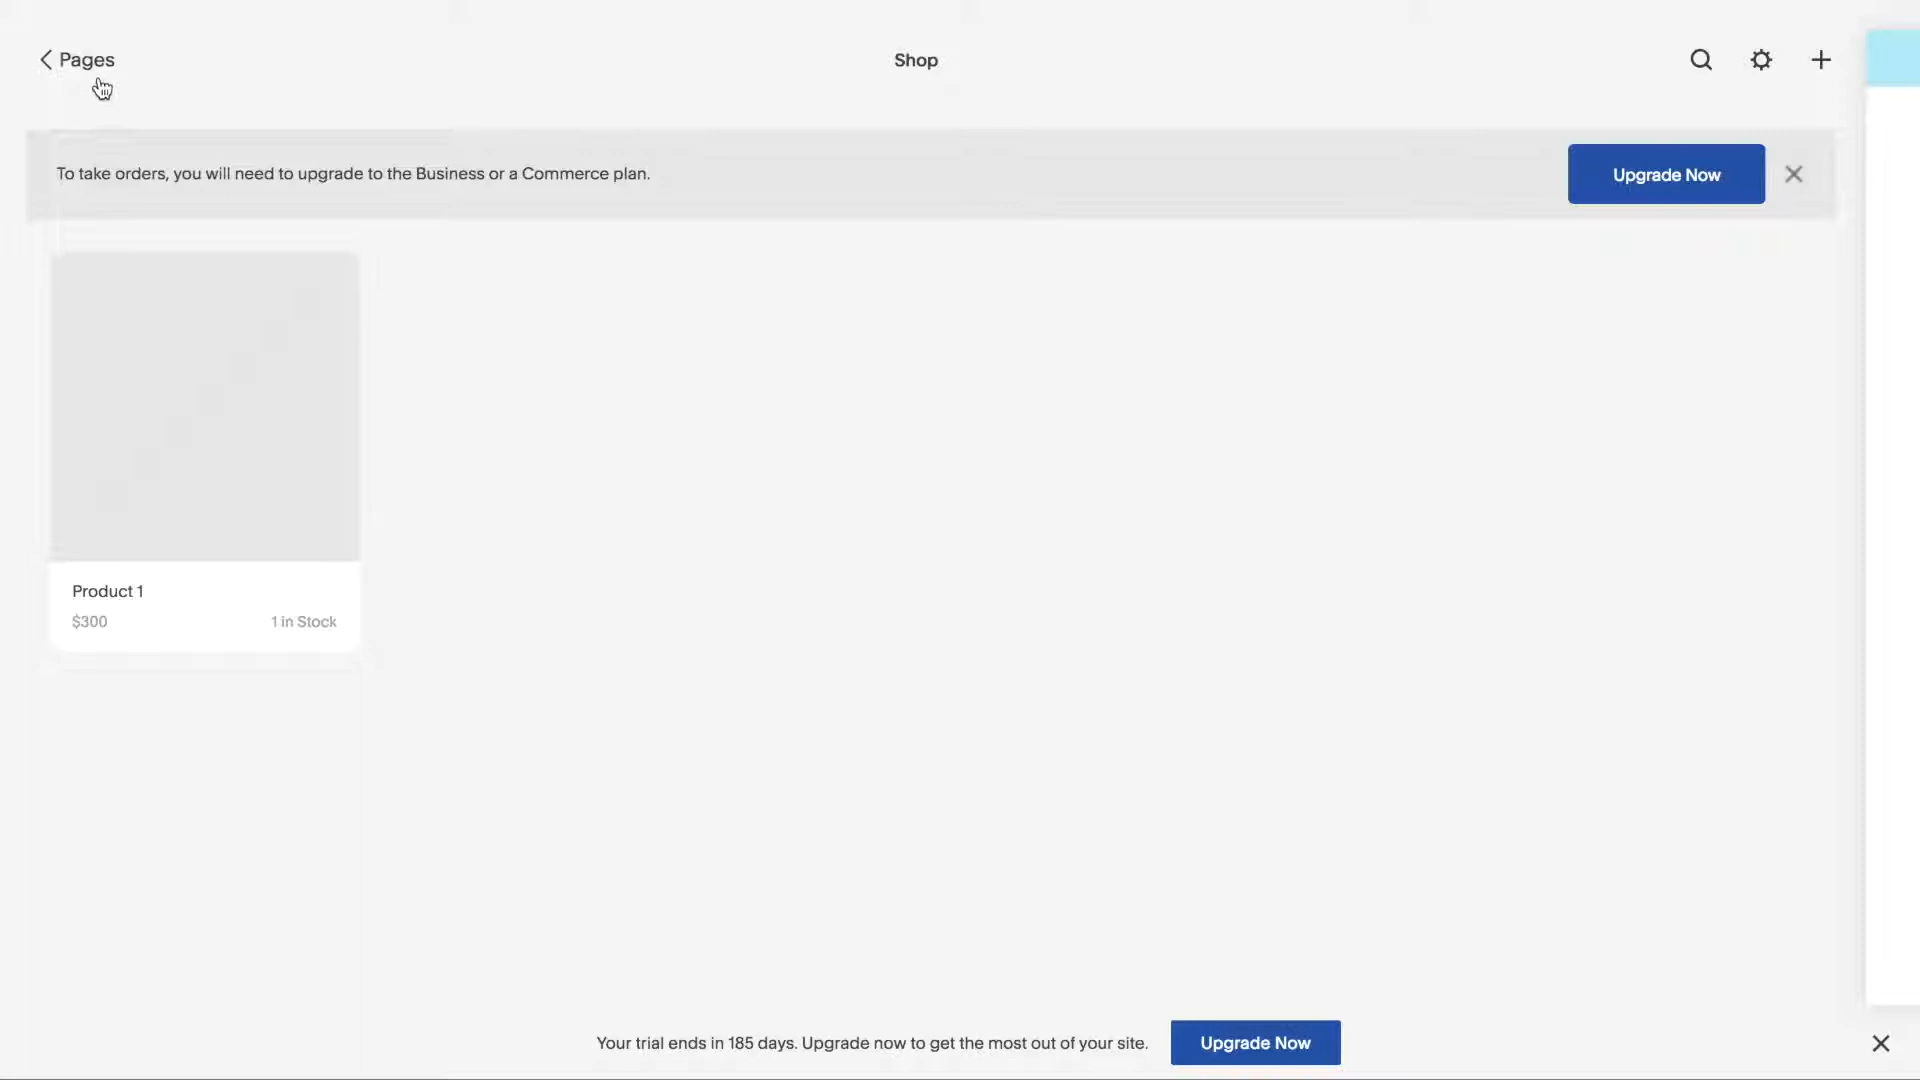 Pages
Shop
To take orders, you will need to upgrade to the Business or a Commerce plan.
Upgrade Now
Product 1
$300
1 in Stock
Your trial ends in 185 days. Upgrade now to get the most out of your site.
Upgrade Now